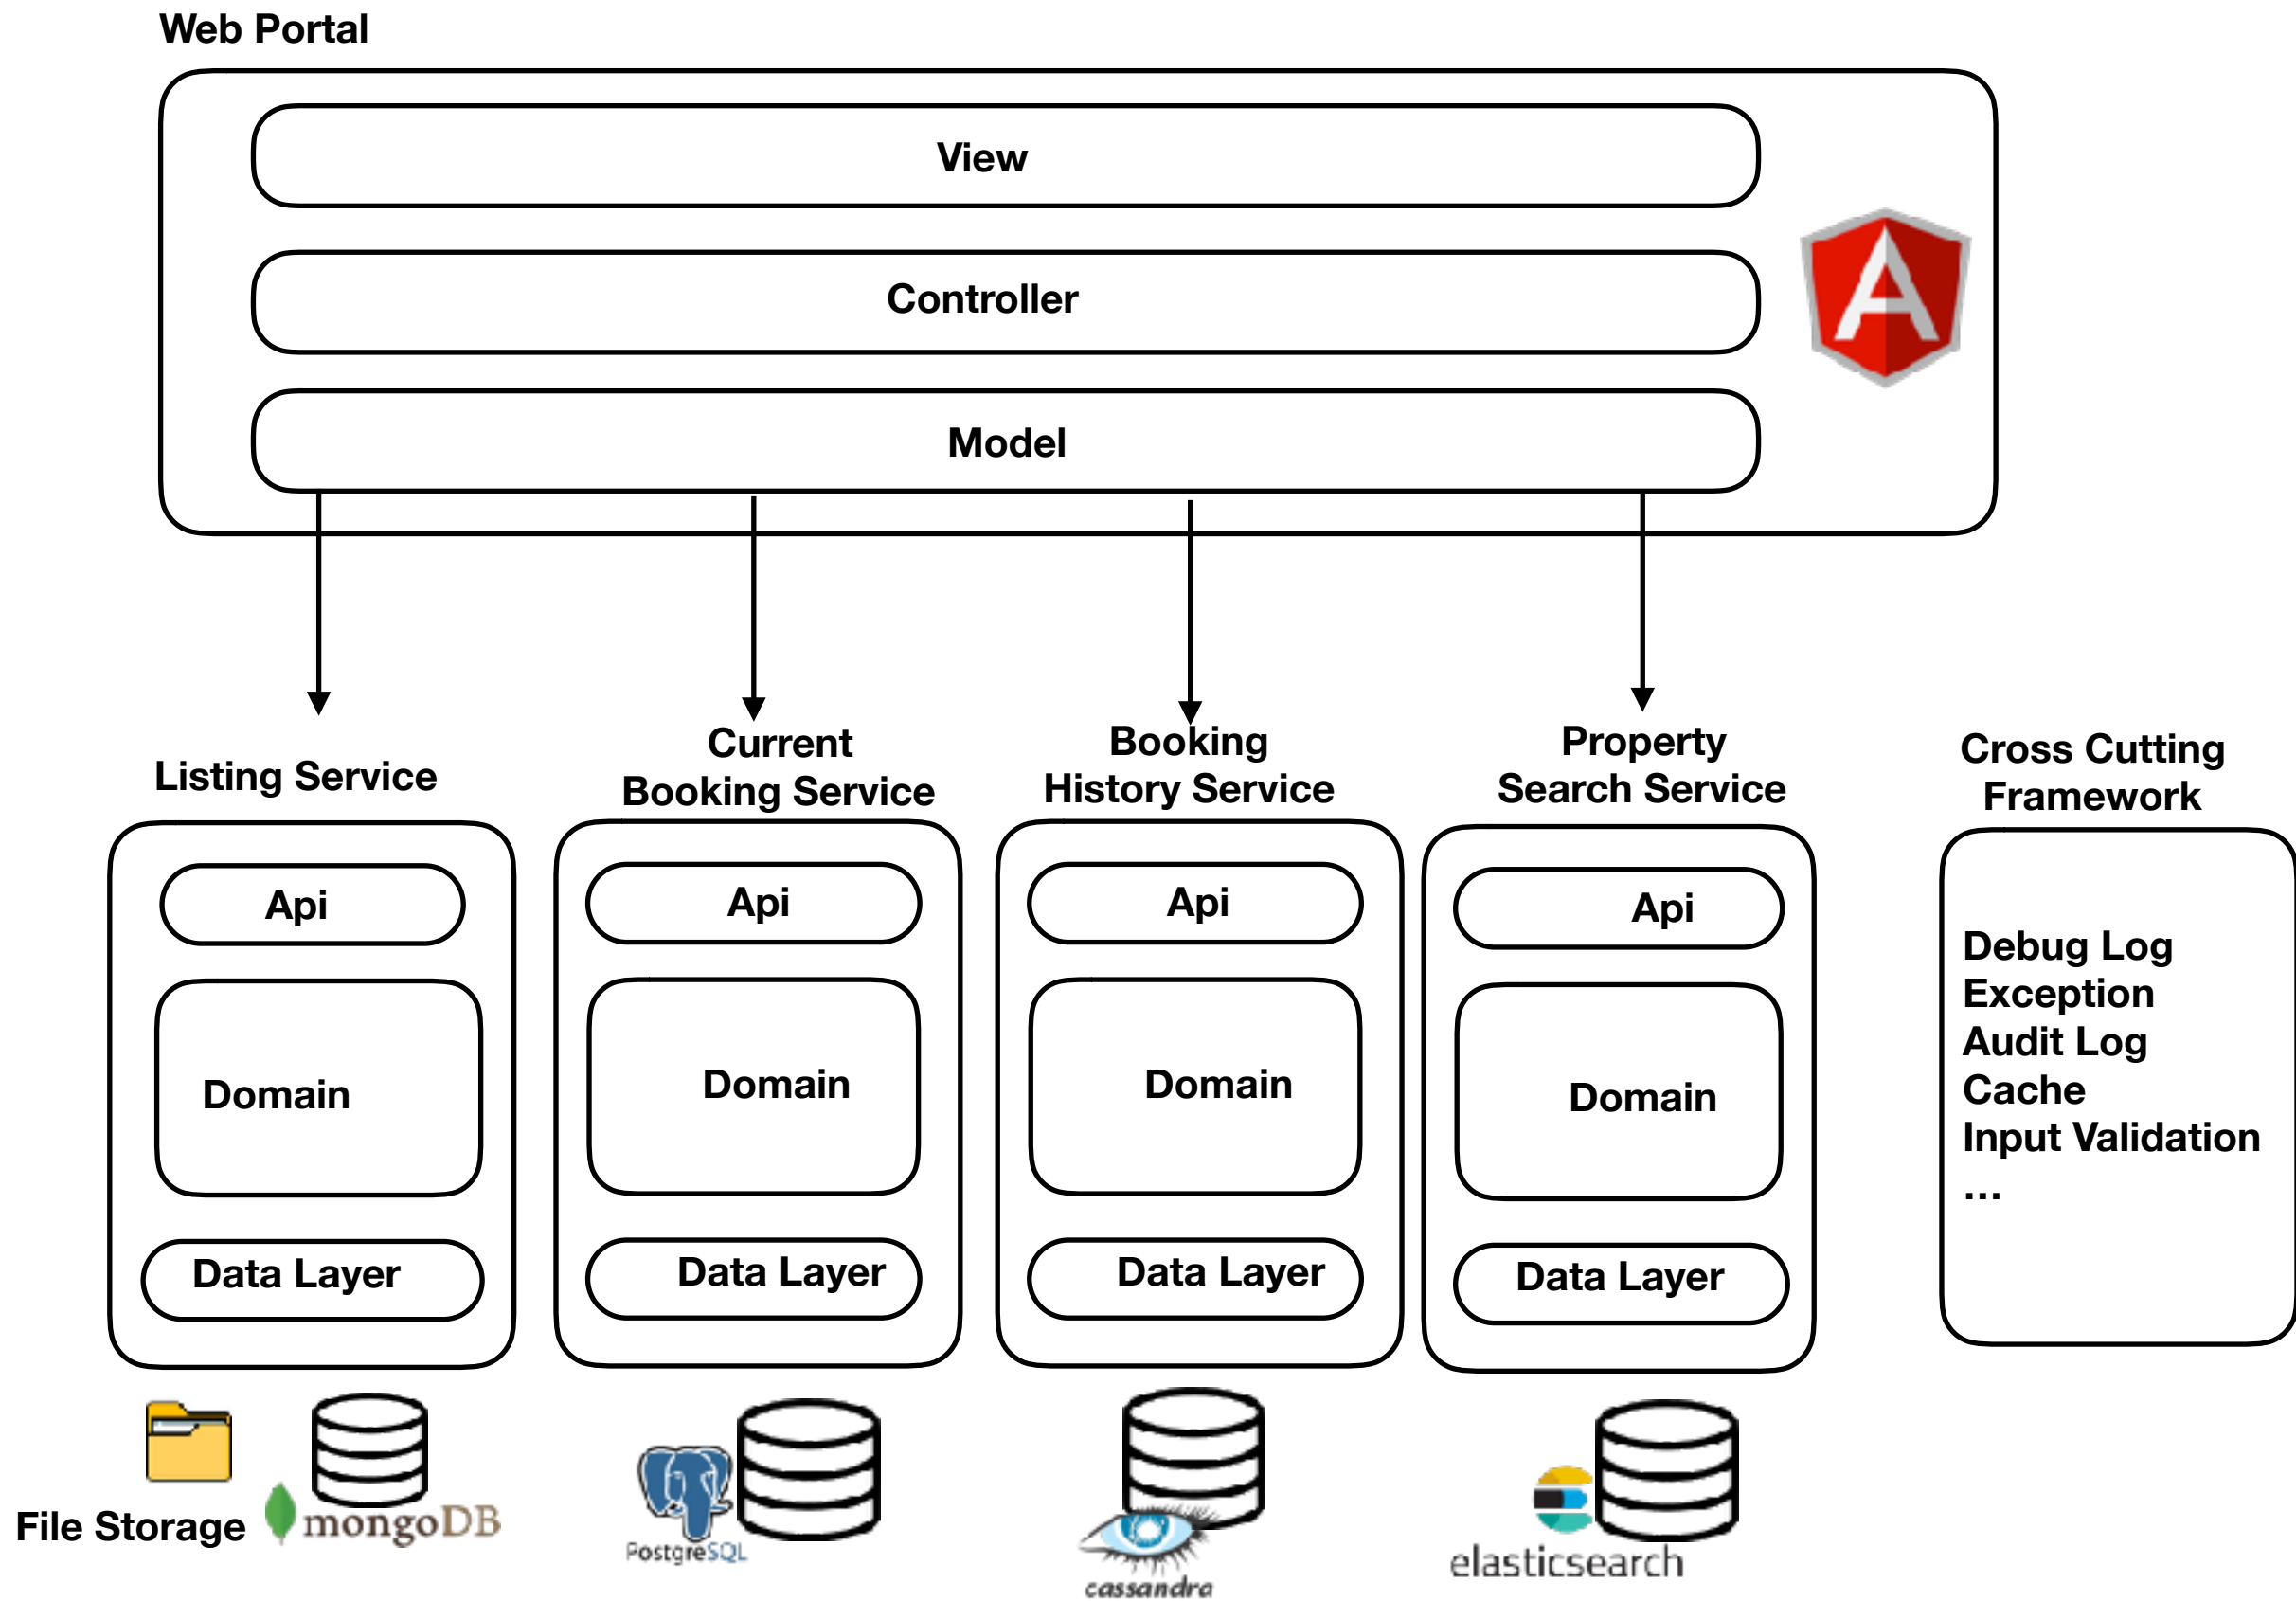 Web Portal
View
Controller
Model
Listing Service
Current
Booking Service
Booking
History Service
Property
Search Service
Cross Cutting
Framework
Api
Domain
Data Layer
Api
Domain
Data Layer
Api
Domain
Data Layer
Api
Domain
Data Layer
Debug Log
Exception
Audit Log
Cache
Input Validation
...
File Storage
mongoDB
PostgreSQL
cassandra
elasticsearch